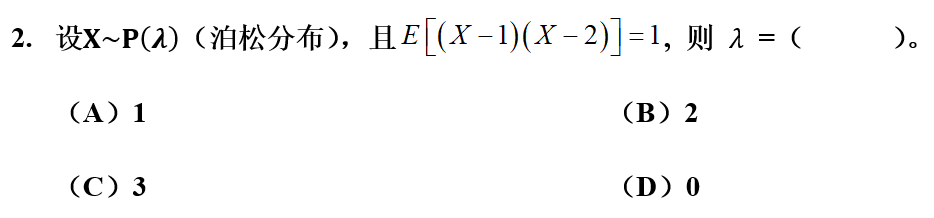 2. 设X~P(λ)（泊松分布），且E[(X−1)(X−2)]=1，则 λ =（ ）。
（A）1 （B）2
（C）3 （D）0